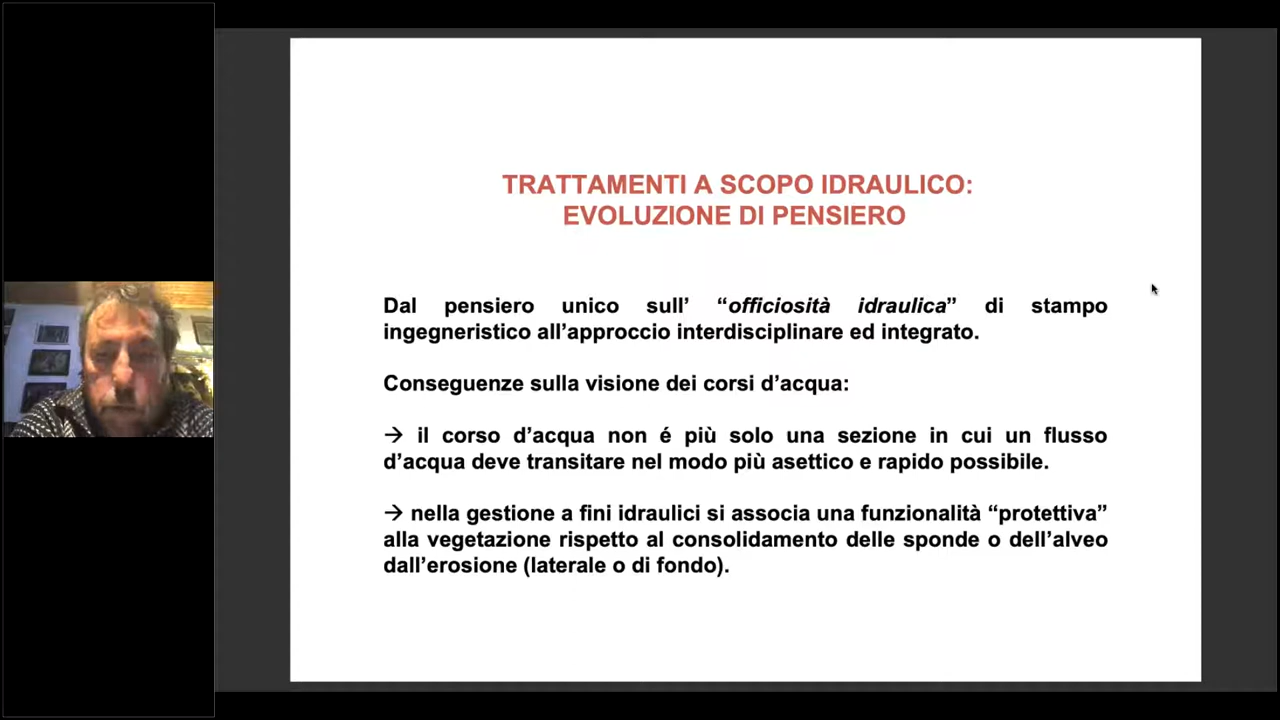 TRATTAMENTI A SCOPO IDRAULICO:
EVOLUZIONE DI PENSIERO
Dal pensiero unico sull’ “officiosità idraulica” di stampo
ingegneristico all’approccio interdisciplinare ed integrato.
Conseguenze sulla visione dei corsi d’acqua:
→ il corso d’acqua non é più solo una sezione in cui un flusso
d’acqua deve transitare nel modo più asettico e rapido possibile.
→ nella gestione a fini idraulici si associa una funzionalità “protettiva”
alla vegetazione rispetto al consolidamento delle sponde o dell’alveo
dall’erosione (laterale o di fondo).